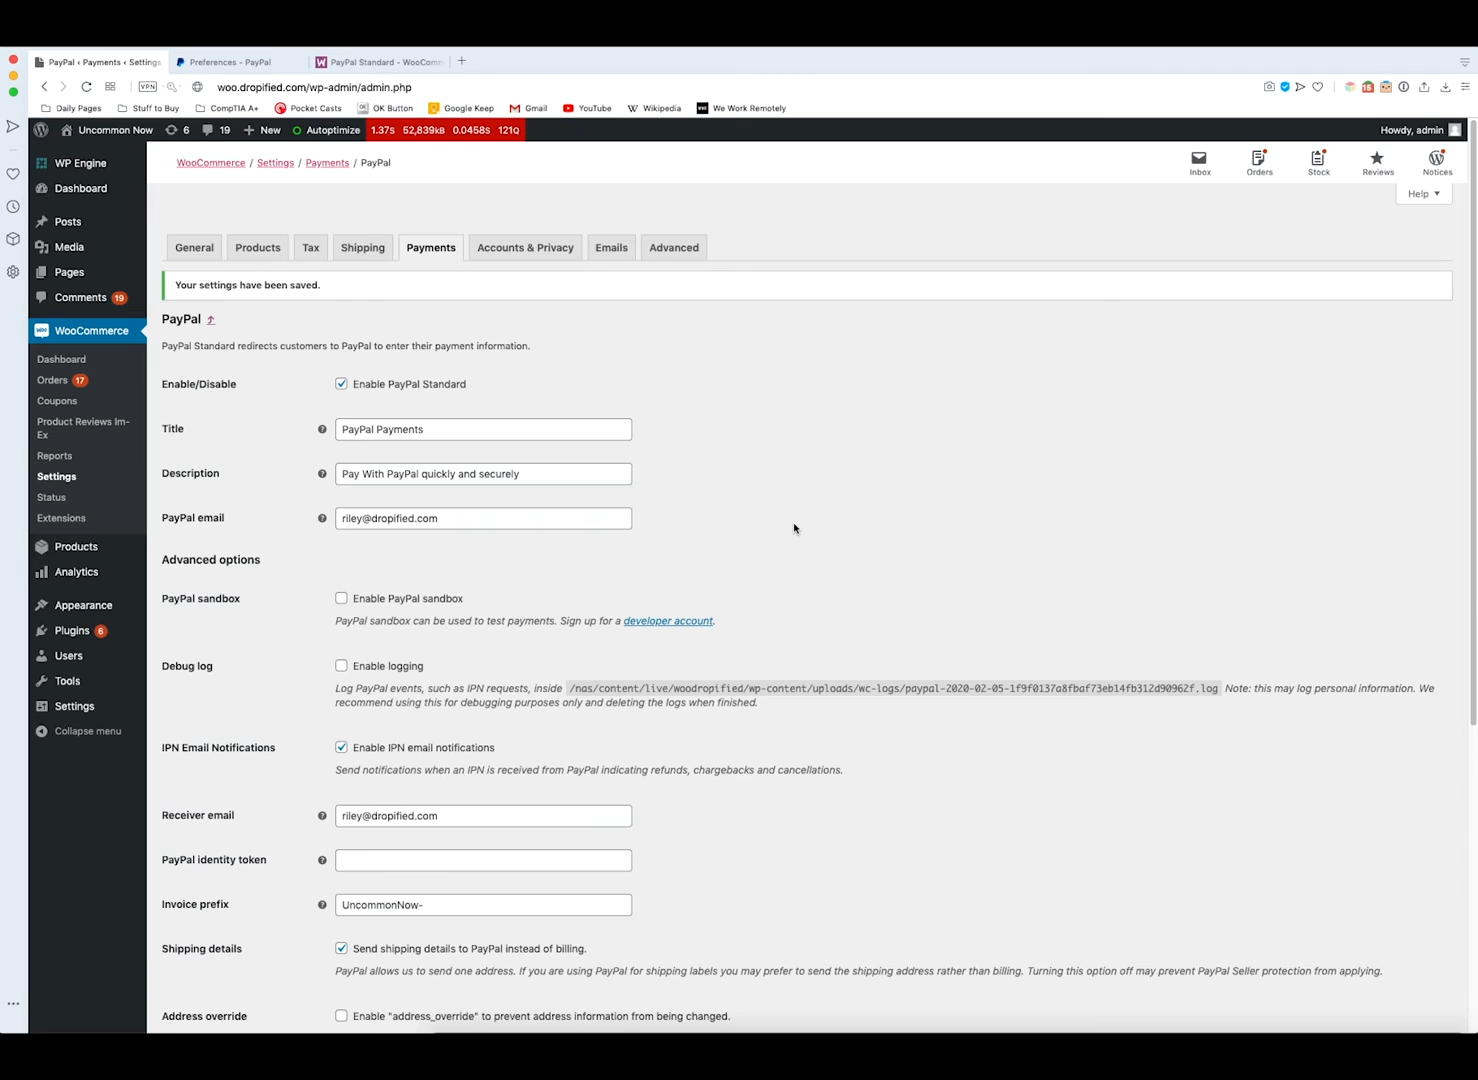 PayPal ‹ Payments ‹ Settings
Preferences - PayPal
PayPal Standard - WooComm
VPN
woo.dropified.com/wp-admin/admin.php
Daily Pages
Stuff to Buy
CompTIA A+
Pocket Casts
OK Button
Google Keep
Gmail
YouTube
Wikipedia
We Work Remotely
Uncommon Now
6
19
New
Autoptimize
1.37s 52,839kB 0.0458s 121Q
Howdy, admin
WP Engine
Dashboard
Posts
Media
Pages
Comments 19
WooCommerce
Dashboard
Orders 17
Coupons
Product Reviews Im-
Ex
Reports
Settings
Status
Extensions
Products
Analytics
Appearance
Plugins 6
Users
Tools
Settings
Collapse menu
WooCommerce / Settings / Payments / PayPal
Inbox
Orders
Stock
Reviews
Notices
Help
General
Products
Tax
Shipping
Payments
Accounts & Privacy
Emails
Advanced
Your settings have been saved.
PayPal
PayPal Standard redirects customers to PayPal to enter their payment information.
Enable/Disable
Enable PayPal Standard
Title
PayPal Payments
Description
Pay With PayPal quickly and securely
PayPal email
riley@dropified.com
Advanced options
PayPal sandbox
Enable PayPal sandbox
PayPal sandbox can be used to test payments. Sign up for a developer account.
Debug log
Enable logging
Log PayPal events, such as IPN requests, inside /nas/content/live/woodropified/wp-content/uploads/wc-logs/paypal-2020-02-05-1f9f0137a8fbaf73eb14fb312d90962f.log Note: this may log personal information. We
recommend using this for debugging purposes only and deleting the logs when finished.
IPN Email Notifications
Enable IPN email notifications
Send notifications when an IPN is received from PayPal indicating refunds, chargebacks and cancellations.
Receiver email
riley@dropified.com
PayPal identity token
Invoice prefix
UncommonNow-
Shipping details
Send shipping details to PayPal instead of billing.
PayPal allows us to send one address. If you are using PayPal for shipping labels you may prefer to send the shipping address rather than billing. Turning this option off may prevent PayPal Seller protection from applying.
Address override
Enable "address_override" to prevent address information from being changed.